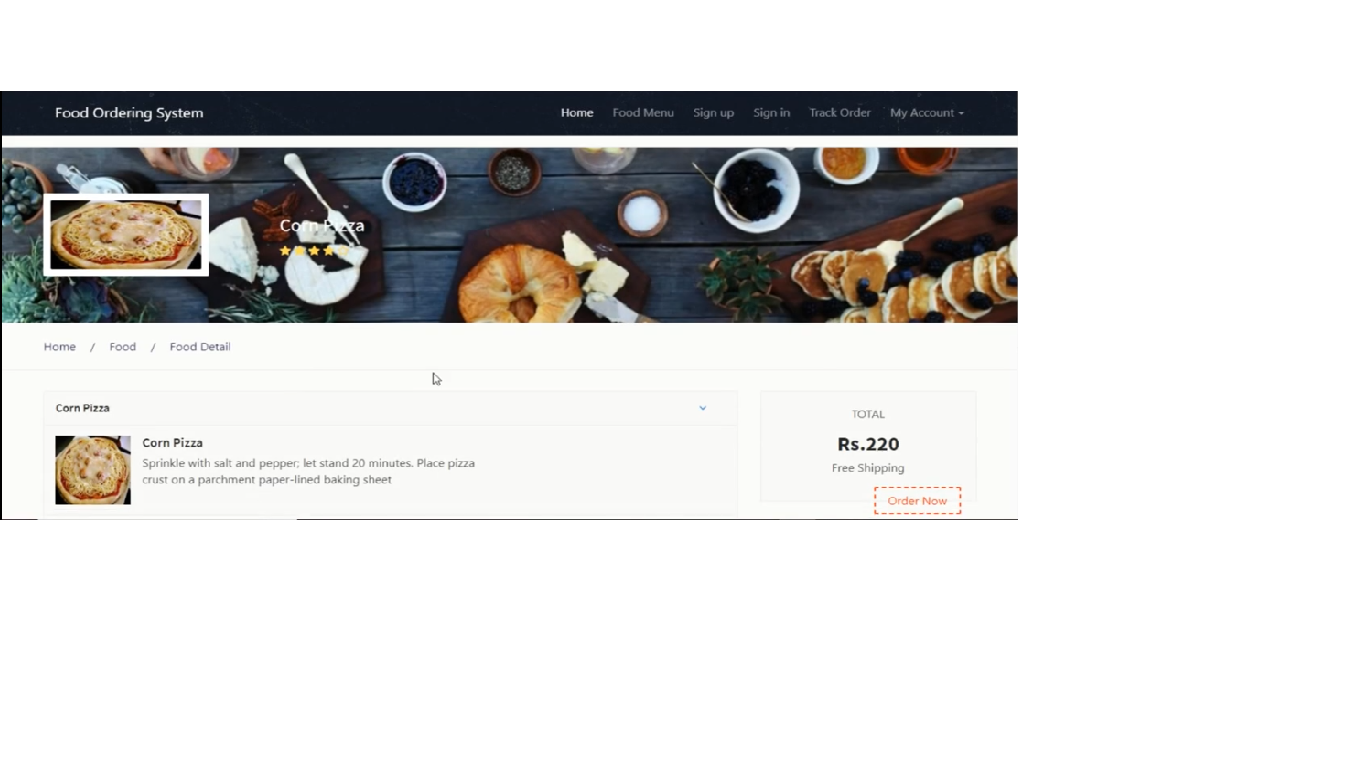 Food Ordering System
Home Food Menu Sign up Sign in Track Order My Account
Corn Pizza
Home / Food / Food Detail
Corn Pizza
Corn Pizza
Sprinkle with salt and pepper; let stand 20 minutes. Place pizza
crust on a parchment paper-lined baking sheet
TOTAL
Rs.220
Free Shipping
Order Now